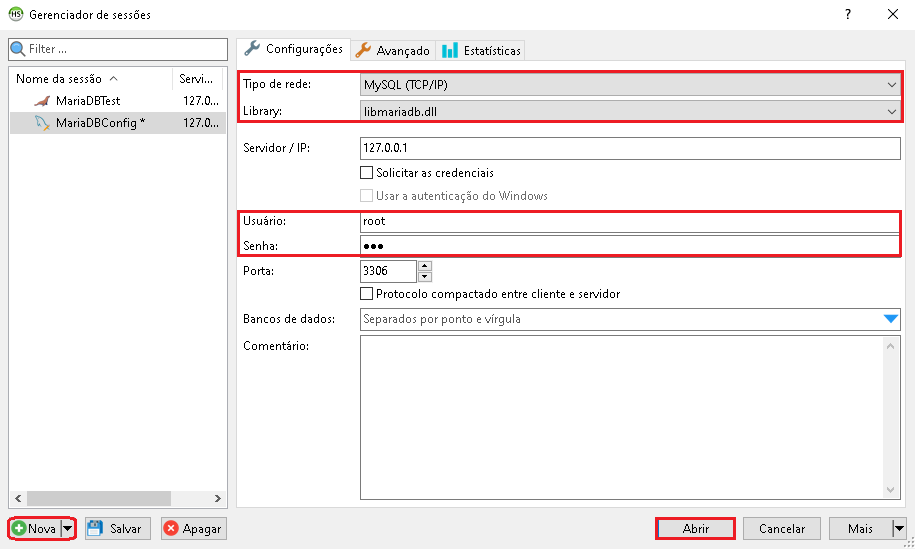 HS Gerenciador de sessões ?
Filter ...
Nome da sessão Servi...
MariaDBTest 127.0...
MariaDBConfig * 127.0...
Nova Salvar Apagar
Configurações Avançado Estatísticas
Tipo de rede: MySQL (TCP/IP)
Library: libmariadb.dll
Servidor / IP: 127.0.0.1
Solicitar as credenciais
Usar a autenticação do Windows
Usuário: root
Senha: ●●●
Porta: 3306
Protocolo compactado entre cliente e servidor
Bancos de dados: Separados por ponto e vírgula
Comentário:
Abrir Cancelar Mais